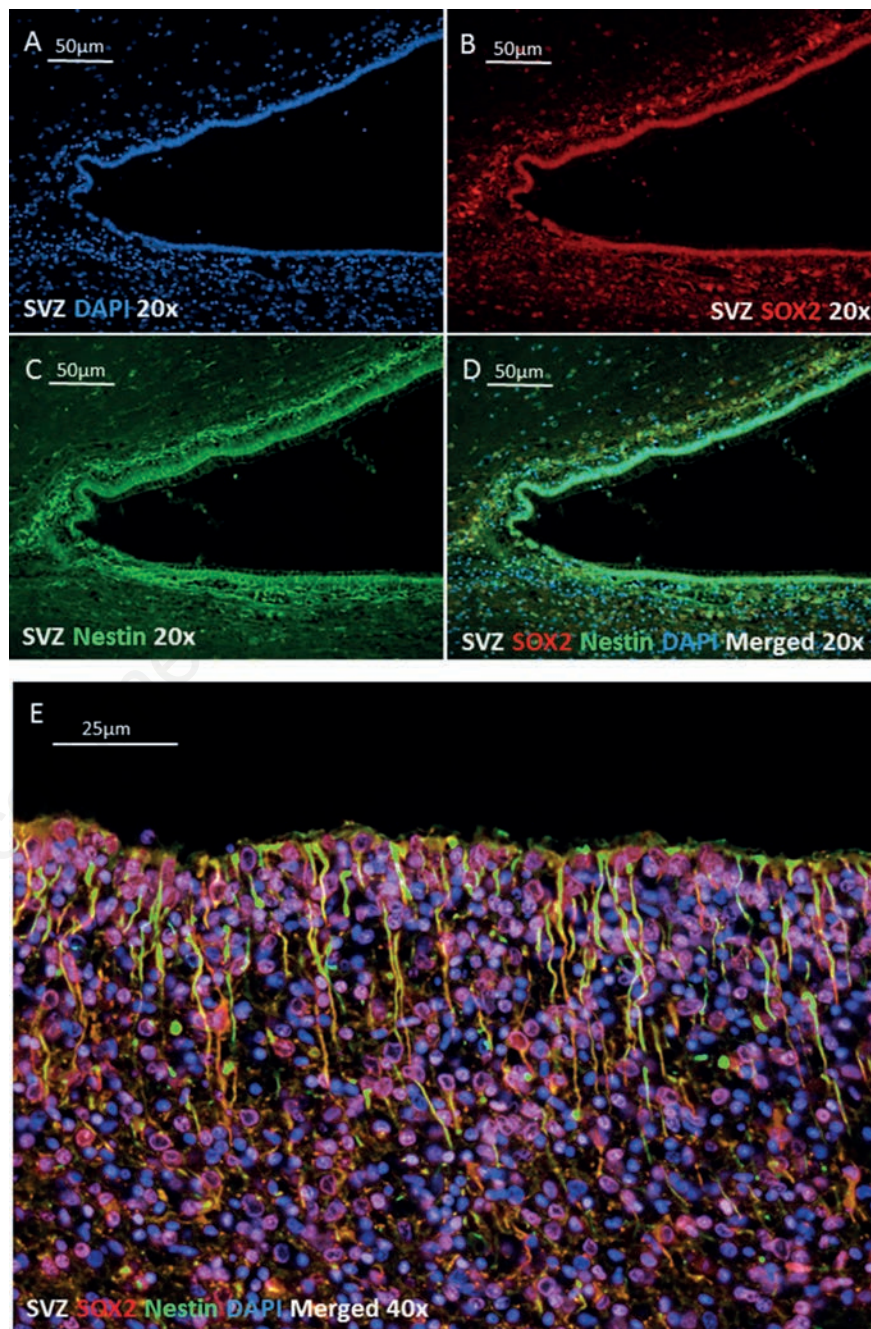 A
50µm
SVZ DAPI 20x
B
50µm
SVZ SOX2 20x
C
50µm
SVZ Nestin 20x
D
50µm
SVZ SOX2 Nestin DAPI Merged 20x
E
25µm
SVZ SOX2 Nestin DAPI Merged 40x